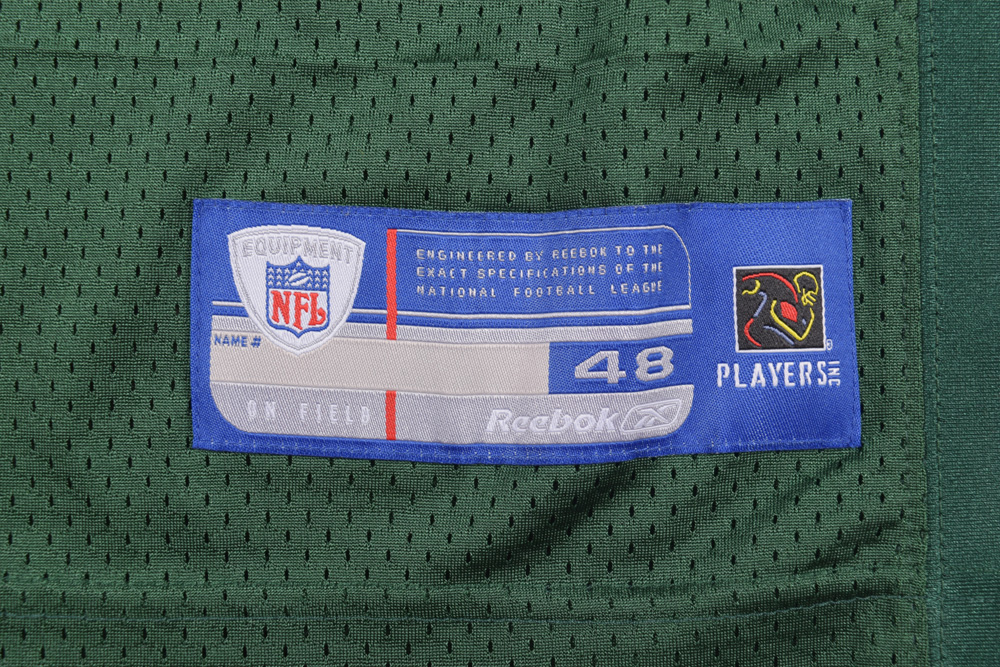 EQUIPMENT
NFL
ENGINEERED BY REEBOK TO THE
EXACT SPECIFICATIONS OF THE
NATIONAL FOOTBALL LEAGUE
NAME #
48
ON FIELD
Reebok
PLAYERS INC